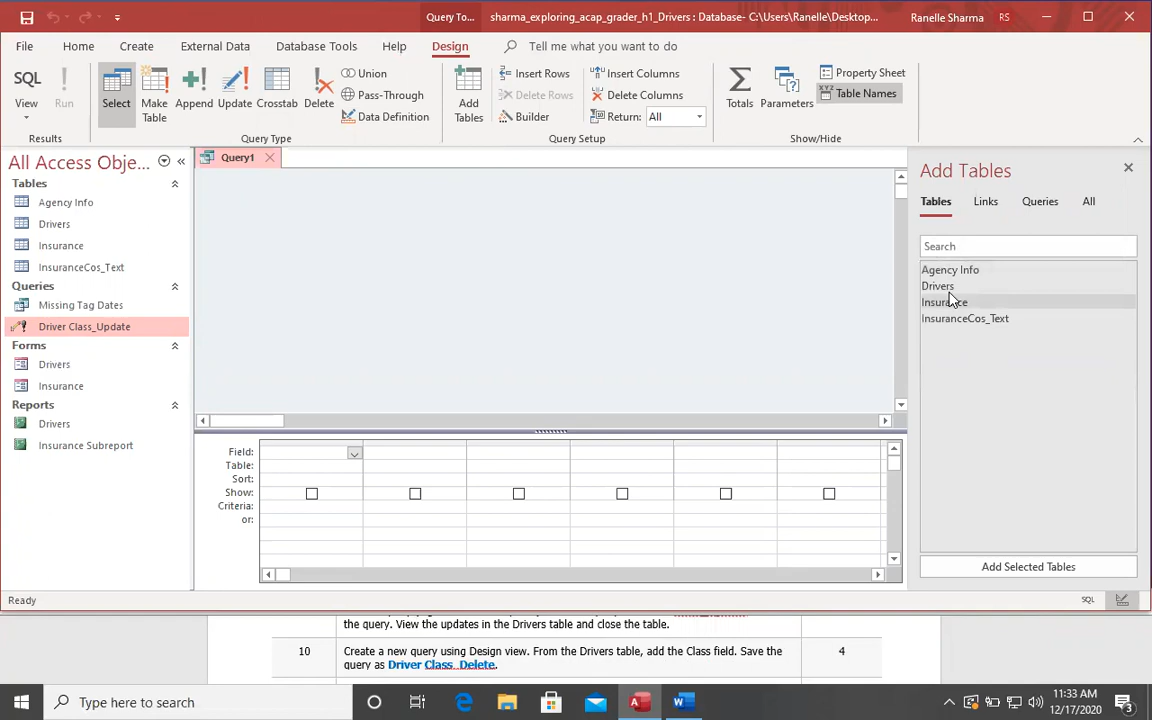 Query To... sharma_exploring_acap_grader_h1_Drivers : Database- C:\Users\Ranelle\Desktop... Ranelle Sharma RS
File Home Create External Data Database Tools Help Design Tell me what you want to do
SQL
View
Run
Results
Select
Make
Table
Append
Update
Crosstab
Delete
Union
Pass-Through
Data Definition
Query Type
Add
Tables
Insert Rows
Delete Rows
Builder
Insert Columns
Delete Columns
Return: All
Query Setup
Totals
Parameters
Property Sheet
Table Names
Show/Hide
All Access Obje...
Tables
Agency Info
Drivers
Insurance
InsuranceCos_Text
Queries
Missing Tag Dates
Driver Class_Update
Forms
Drivers
Insurance
Reports
Drivers
Insurance Subreport
Query1
Field:
Table:
Sort:
Show:
Criteria:
or:
Add Tables
Tables Links Queries All
Search
Agency Info
Drivers
Insurance
InsuranceCos_Text
Add Selected Tables
Ready
SQL
the query. View the updates in the Drivers table and close the table.
10 Create a new query using Design view. From the Drivers table, add the Class field. Save the 4
query as Driver Class_Delete.
Type here to search
11:33 AM
12/17/2020
3